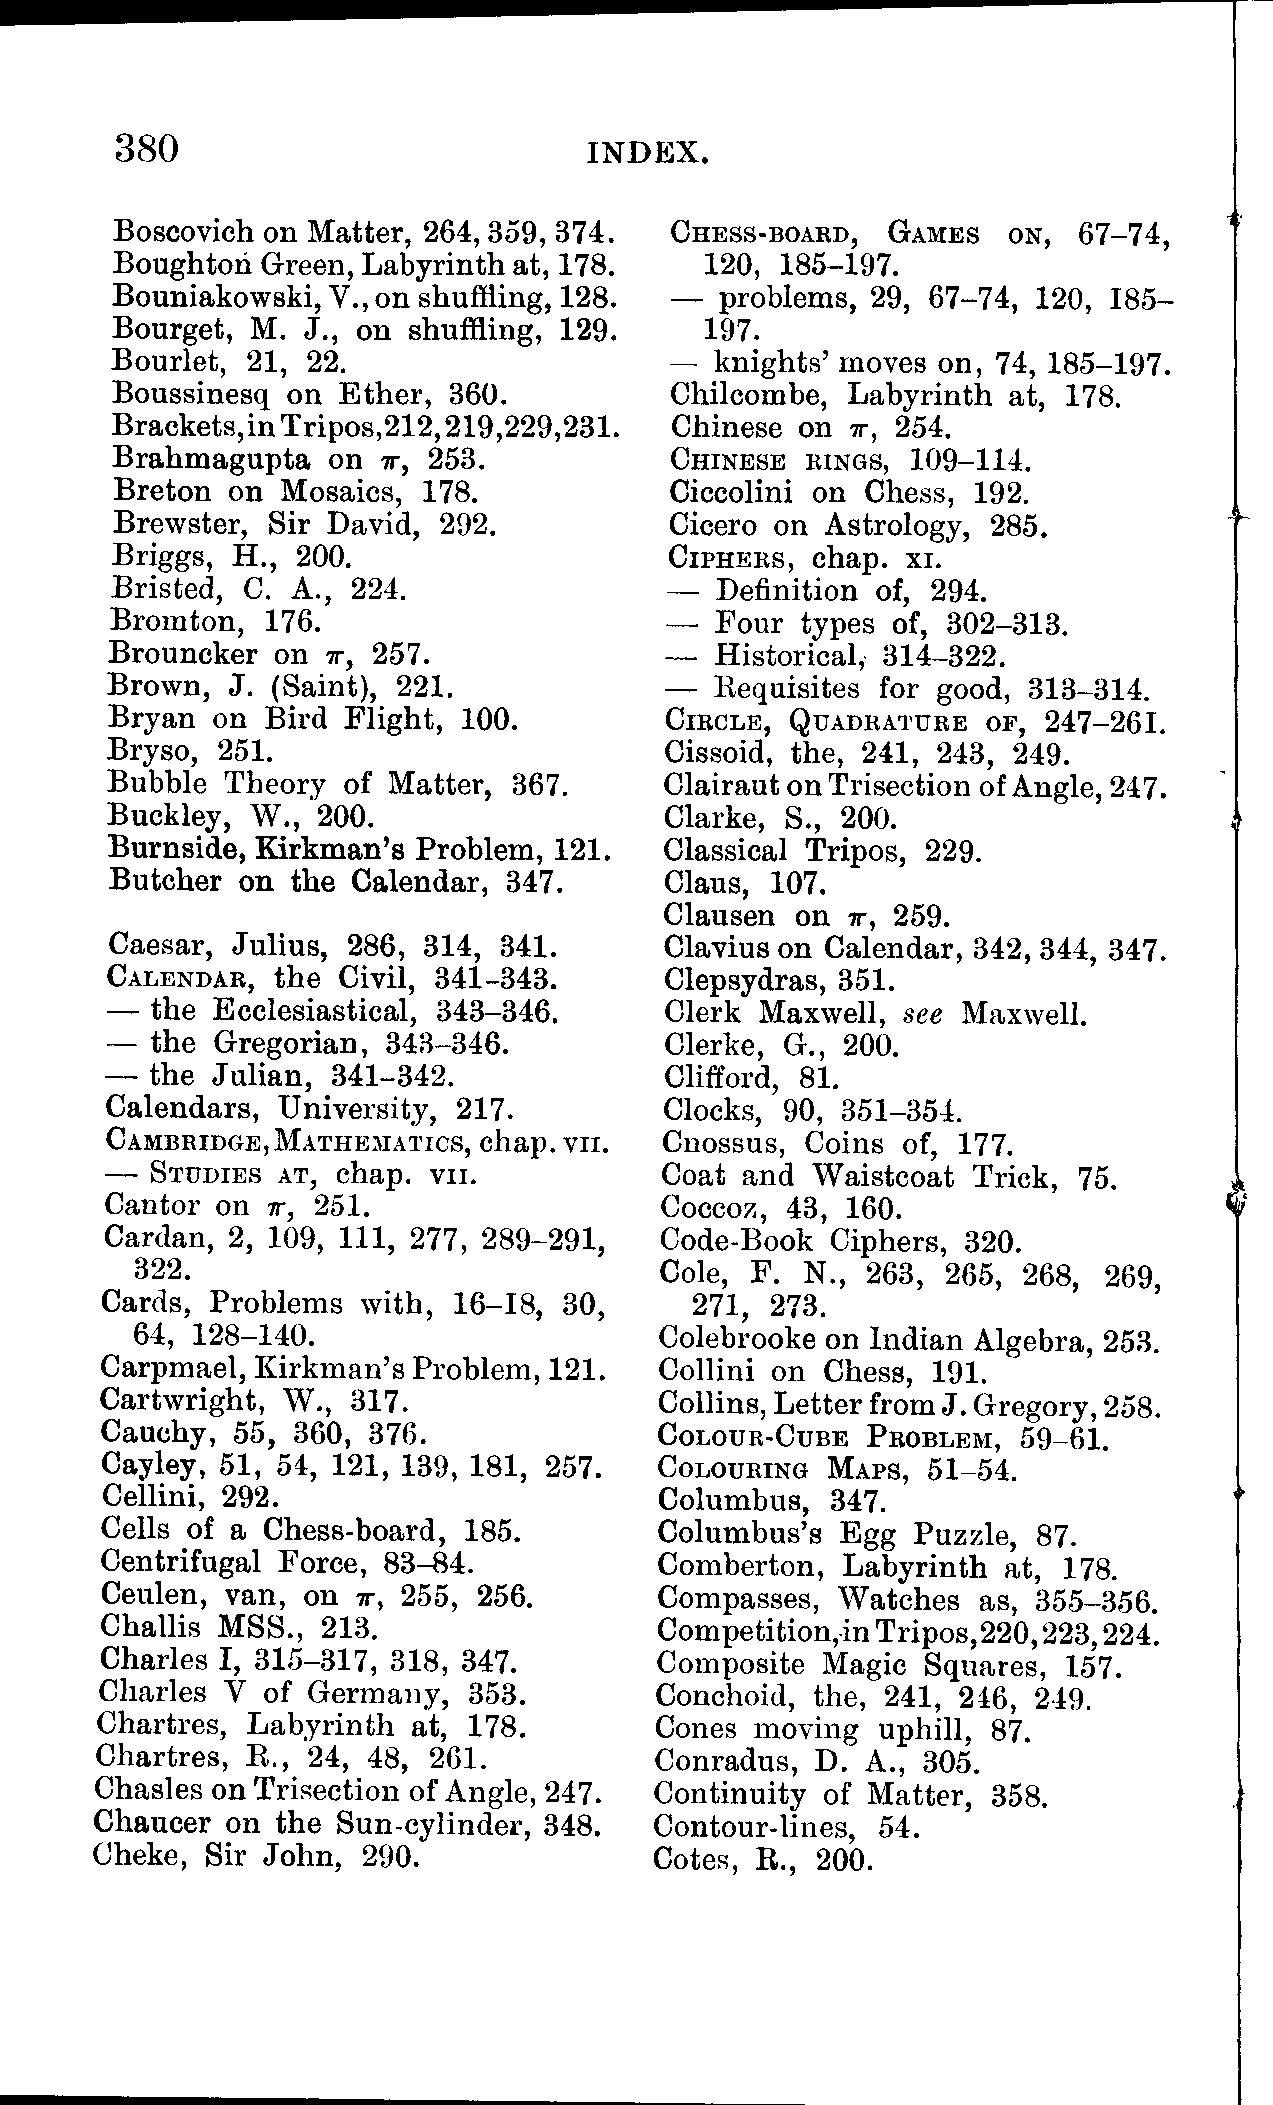 380
INDEX.
Boscovich on Matter, 264, 359, 374.
Boughton Green, Labyrinth at, 178.
Bouniakowski, V., on shuffling, 128.
Bourget, M. J., on shuffling, 129.
Bourlet, 21, 22.
Boussinesq on Ether, 360.
Brackets, in Tripos, 212, 219, 229, 231.
Brahmagupta on π, 253.
Breton on Mosaics, 178.
Brewster, Sir David, 292.
Briggs, H., 200.
Bristed, C. A., 224.
Bromton, 176.
Brouncker on π, 257.
Brown, J. (Saint), 221.
Bryan on Bird Flight, 100.
Bryso, 251.
Bubble Theory of Matter, 367.
Buckley, W., 200.
Burnside, Kirkman's Problem, 121.
Butcher on the Calendar, 347.
Caesar, Julius, 286, 314, 341.
CALENDAR, the Civil, 341–343.
— the Ecclesiastical, 343–346.
— the Gregorian, 343–346.
— the Julian, 341–342.
Calendars, University, 217.
CAMBRIDGE, MATHEMATICS, chap. VII.
— STUDIES AT, chap. VII.
Cantor on π, 251.
Cardan, 2, 109, 111, 277, 289–291,
322.
Cards, Problems with, 16–18, 30,
64, 128–140.
Carpmael, Kirkman's Problem, 121.
Cartwright, W., 317.
Cauchy, 55, 360, 376.
Cayley, 51, 54, 121, 139, 181, 257.
Cellini, 292.
Cells of a Chess-board, 185.
Centrifugal Force, 83–84.
Ceulen, van, on π, 255, 256.
Challis MSS., 213.
Charles I, 315–317, 318, 347.
Charles V of Germany, 353.
Chartres, Labyrinth at, 178.
Chartres, R., 24, 48, 261.
Chasles on Trisection of Angle, 247.
Chaucer on the Sun-cylinder, 348.
Cheke, Sir John, 290.
CHESS-BOARD, GAMES ON, 67–74,
120, 185–197.
— problems, 29, 67–74, 120, 185–
197.
— knights' moves on, 74, 185–197.
Chilcombe, Labyrinth at, 178.
Chinese on π, 254.
CHINESE RINGS, 109–114.
Ciccolini on Chess, 192.
Cicero on Astrology, 285.
CIPHERS, chap. XI.
— Definition of, 294.
— Four types of, 302–313.
— Historical, 314–322.
— Requisites for good, 313–314.
CIRCLE, QUADRATURE OF, 247–261.
Cissoid, the, 241, 243, 249.
Clairaut on Trisection of Angle, 247.
Clarke, S., 200.
Classical Tripos, 229.
Claus, 107.
Clausen on π, 259.
Clavius on Calendar, 342, 344, 347.
Clepsydras, 351.
Clerk Maxwell, see Maxwell.
Clerke, G., 200.
Clifford, 81.
Clocks, 90, 351–354.
Cnossus, Coins of, 177.
Coat and Waistcoat Trick, 75.
Coccoz, 43, 160.
Code-Book Ciphers, 320.
Cole, F. N., 263, 265, 268, 269,
271, 273.
Colebrooke on Indian Algebra, 253.
Collini on Chess, 191.
Collins, Letter from J. Gregory, 258.
COLOUR-CUBE PROBLEM, 59–61.
COLOURING MAPS, 51–54.
Columbus, 347.
Columbus's Egg Puzzle, 87.
Comberton, Labyrinth at, 178.
Compasses, Watches as, 355–356.
Competition, in Tripos, 220, 223, 224.
Composite Magic Squares, 157.
Conchoid, the, 241, 246, 249.
Cones moving uphill, 87.
Conradus, D. A., 305.
Continuity of Matter, 358.
Contour-lines, 54.
Cotes, R., 200.